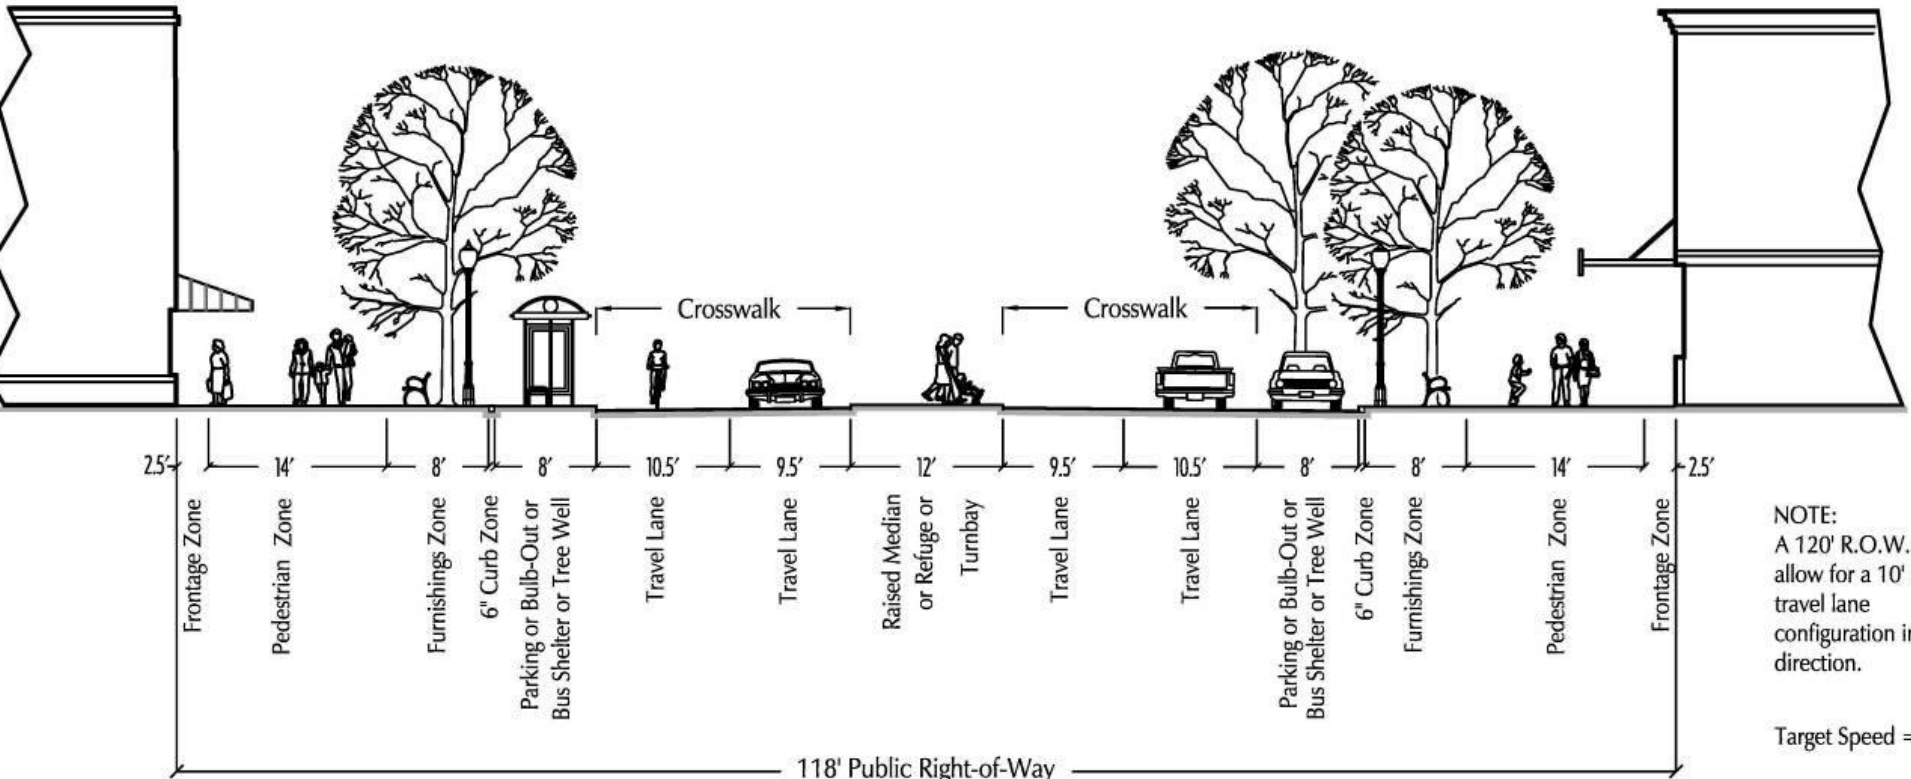 Crosswalk
Crosswalk
2.5′
14′
8′
8′
10.5′
9.5′
12′
9.5′
10.5′
8′
8′
14′
2.5′
Frontage Zone
Pedestrian Zone
Furnishings Zone
6" Curb Zone
Parking or Bulb-Out or
Bus Shelter or Tree Well
Travel Lane
Travel Lane
Raised Median
or Refuge or
Turnbay
Travel Lane
Travel Lane
Parking or Bulb-Out or
Bus Shelter or Tree Well
6" Curb Zone
Furnishings Zone
Pedestrian Zone
Frontage Zone
NOTE:
A 120' R.O.W.
allow for a 10'
travel lane
configuration in
direction.
Target Speed =
118' Public Right-of-Way